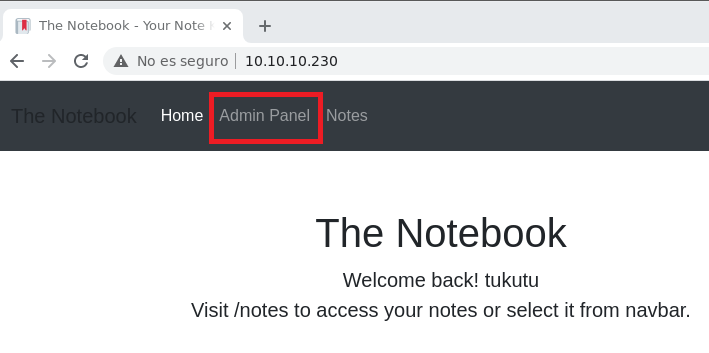 The Notebook - Your Note
No es seguro | 10.10.10.230
The Notebook Home Admin Panel Notes
The Notebook
Welcome back! tukutu
Visit /notes to access your notes or select it from navbar.